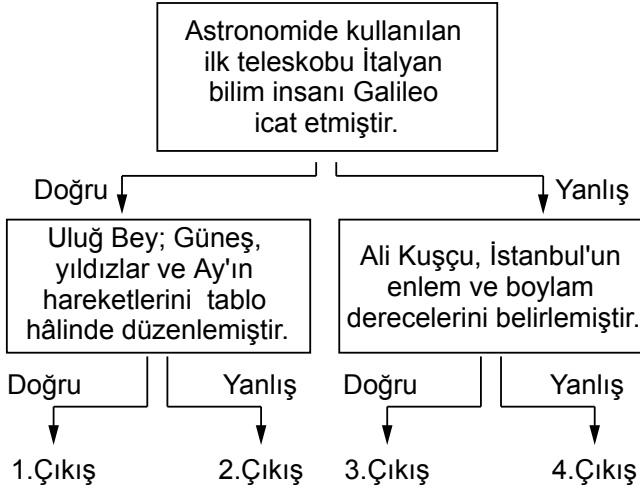 Astronomide kullanılan
ilk teleskobu İtalyan
bilim insanı Galileo
icat etmiştir.
Doğru
Yanlış
Uluğ Bey; Güneş,
yıldızlar ve Ay'ın
hareketlerini tablo
hâlinde düzenlemiştir.
Ali Kuşçu, İstanbul'un
enlem ve boylam
derecelerini belirlemiştir.
Doğru
Yanlış
Doğru
Yanlış
1.Çıkış
2.Çıkış
3.Çıkış
4.Çıkış